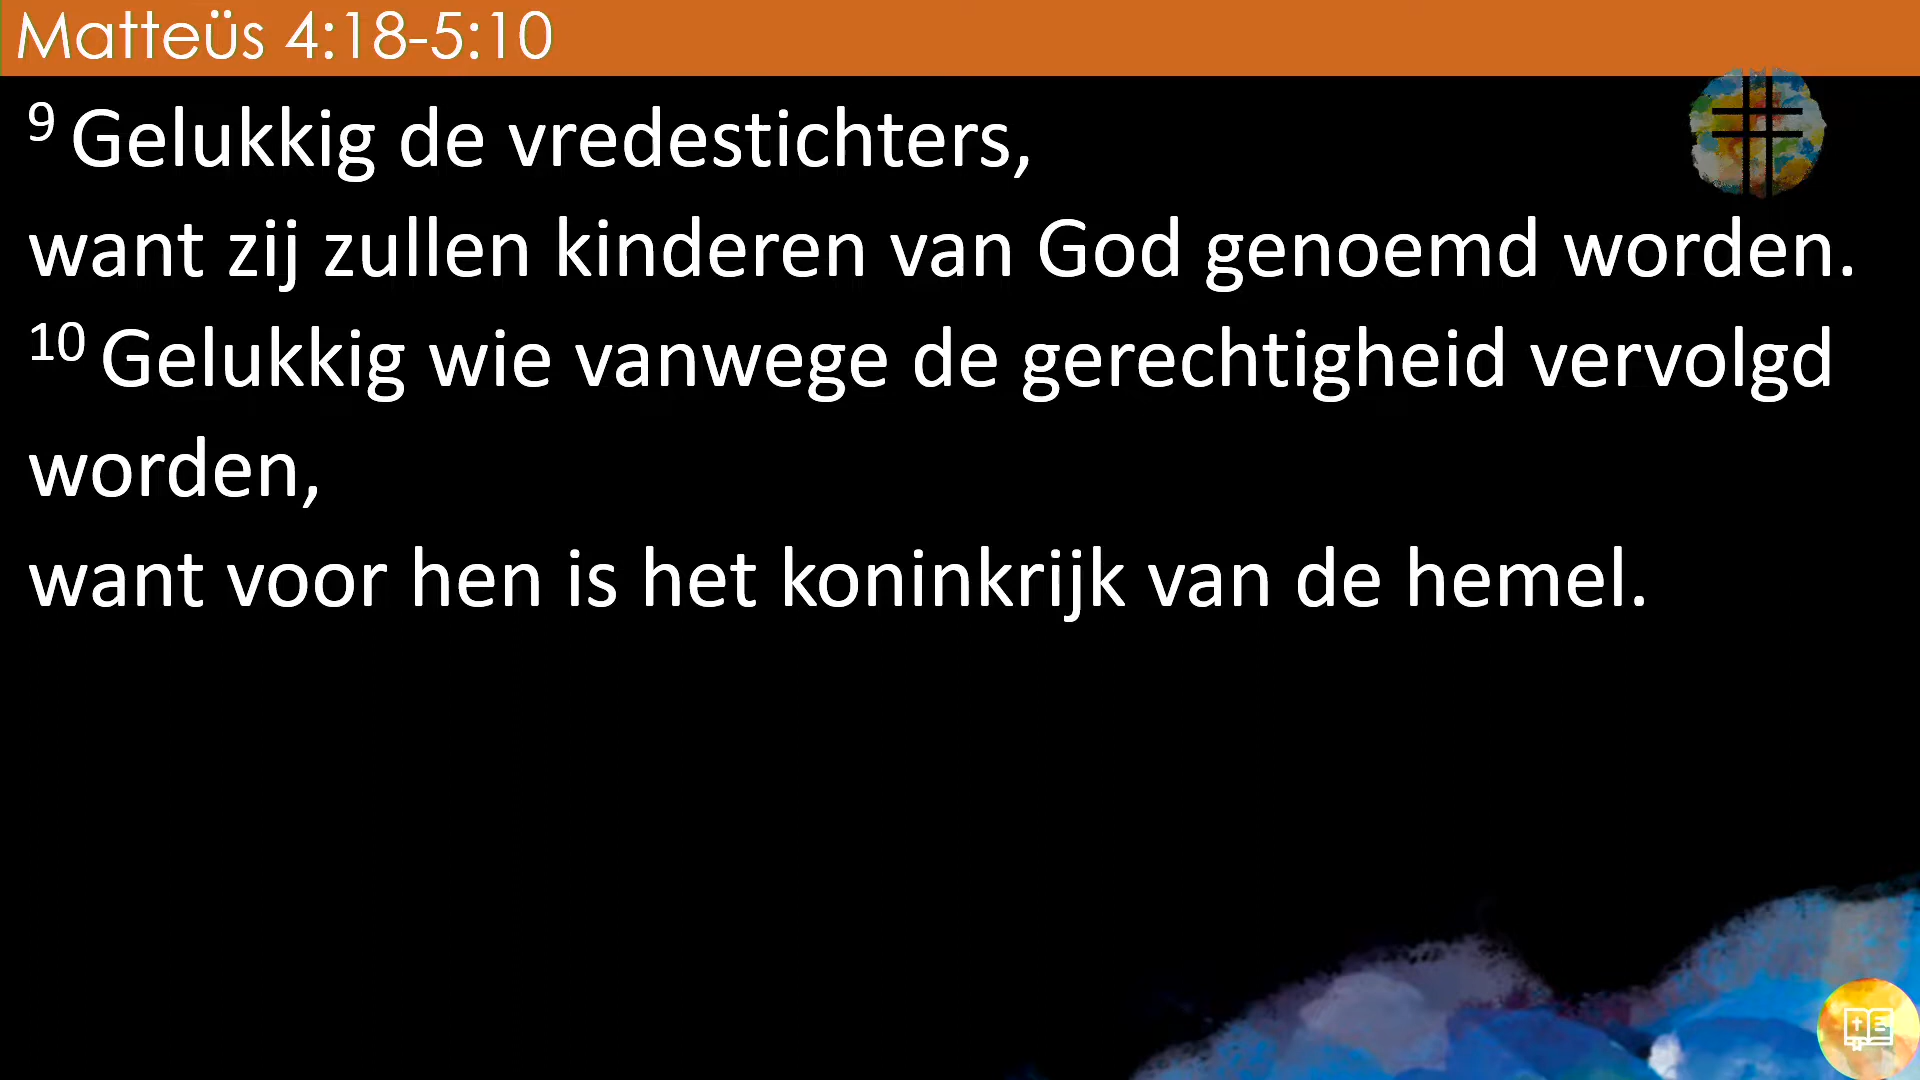 Matteüs 4:18-5:10
9 Gelukkig de vredestichters,
want zij zullen kinderen van God genoemd worden.
10 Gelukkig wie vanwege de gerechtigheid vervolgd
worden,
want voor hen is het koninkrijk van de hemel.